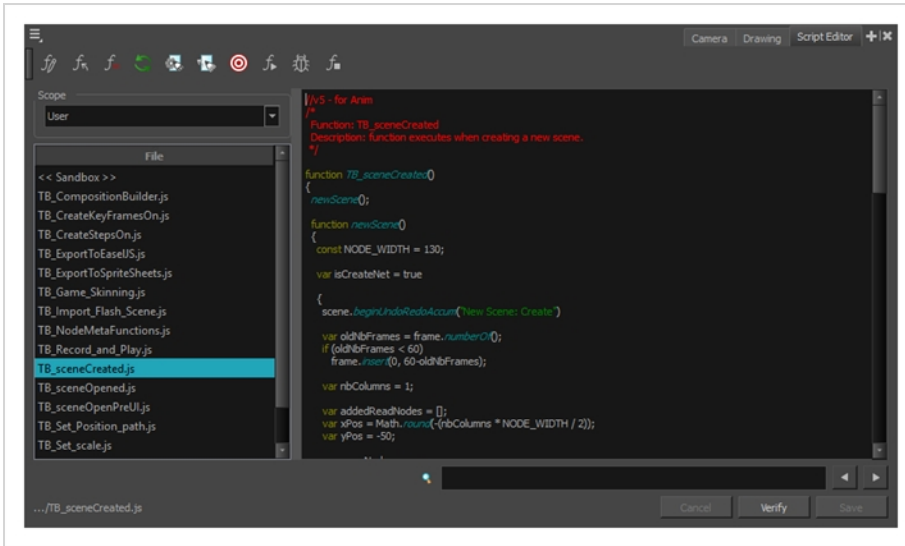 Camera
Drawing
Script Editor
Scope
User
File
<< Sandbox >>
TB_CompositionBuilder.js
TB_CreateKeyFramesOn.js
TB_CreateStepsOn.js
TB_ExportToEaselJS.js
TB_ExportToSpriteSheets.js
TB_Game_Skinning.js
TB_Import_Flash_Scene.js
TB_NodeMetaFunctions.js
TB_Record_and_Play.js
TB_sceneCreated.js
TB_sceneOpened.js
TB_sceneOpenPreUI.js
TB_Set_Position_path.js
TB_Set_scale.js
//v5 - for Anim
/*
Function: TB_sceneCreated
Description: function executes when creating a new scene.
*/
function TB_sceneCreated()
{
newScene();
function newScene()
{
const NODE_WIDTH = 130;
var isCreateNet = true
{
scene.beginUndoRedoAccum("New Scene: Create")
var oldNbFrames = frame.numberOf();
if (oldNbFrames < 60)
frame.insert(0, 60-oldNbFrames);
var nbColumns = 1;
var addedReadNodes = [];
var xPos = Math.round(-(nbColumns * NODE_WIDTH / 2));
var yPos = -50;
.../TB_sceneCreated.js
Cancel
Verify
Save